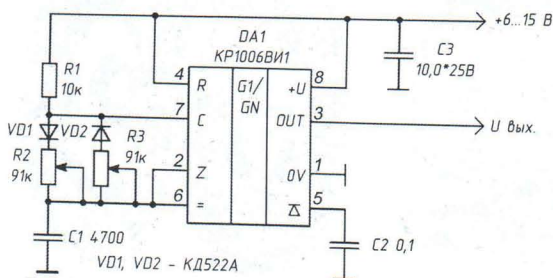 +6...15 В
DA1
КР1006ВИ1
С3
10,0*25В
R1
10к
4 R G1/ GN +U 8
7 C OUT 3
U вых.
VD1 VD2 R3
91к
R2
91к
2 Z 0V 1
6 = 5
C1 4700
C2 0,1
VD1, VD2 - КД522А